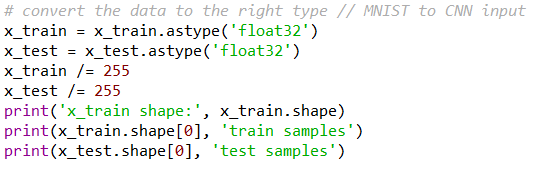 # convert the data to the right type // MNIST to CNN input
x_train = x_train.astype('float32')
x_test = x_test.astype('float32')
x_train /= 255
x_test /= 255
print('x_train shape:', x_train.shape)
print(x_train.shape[0], 'train samples')
print(x_test.shape[0], 'test samples')